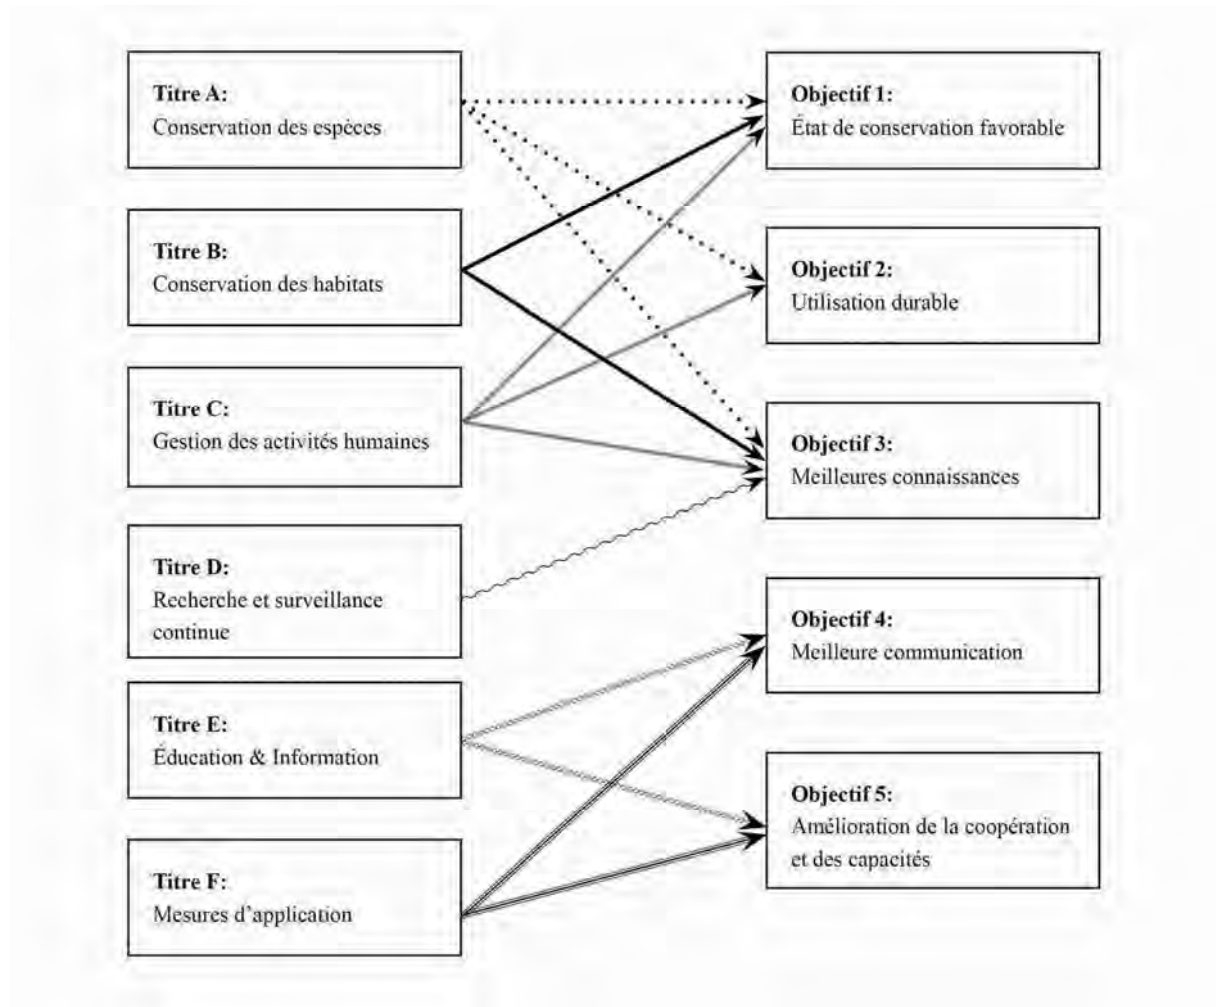 Titre A:
Conservation des espèces
Titre B:
Conservation des habitats
Titre C:
Gestion des activités humaines
Titre D:
Recherche et surveillance
continue
Titre E:
Éducation & Information
Titre F:
Mesures d'application
Objectif 1:
État de conservation favorable
Objectif 2:
Utilisation durable
Objectif 3:
Meilleures connaissances
Objectif 4:
Meilleure communication
Objectif 5:
Amélioration de la coopération
et des capacités